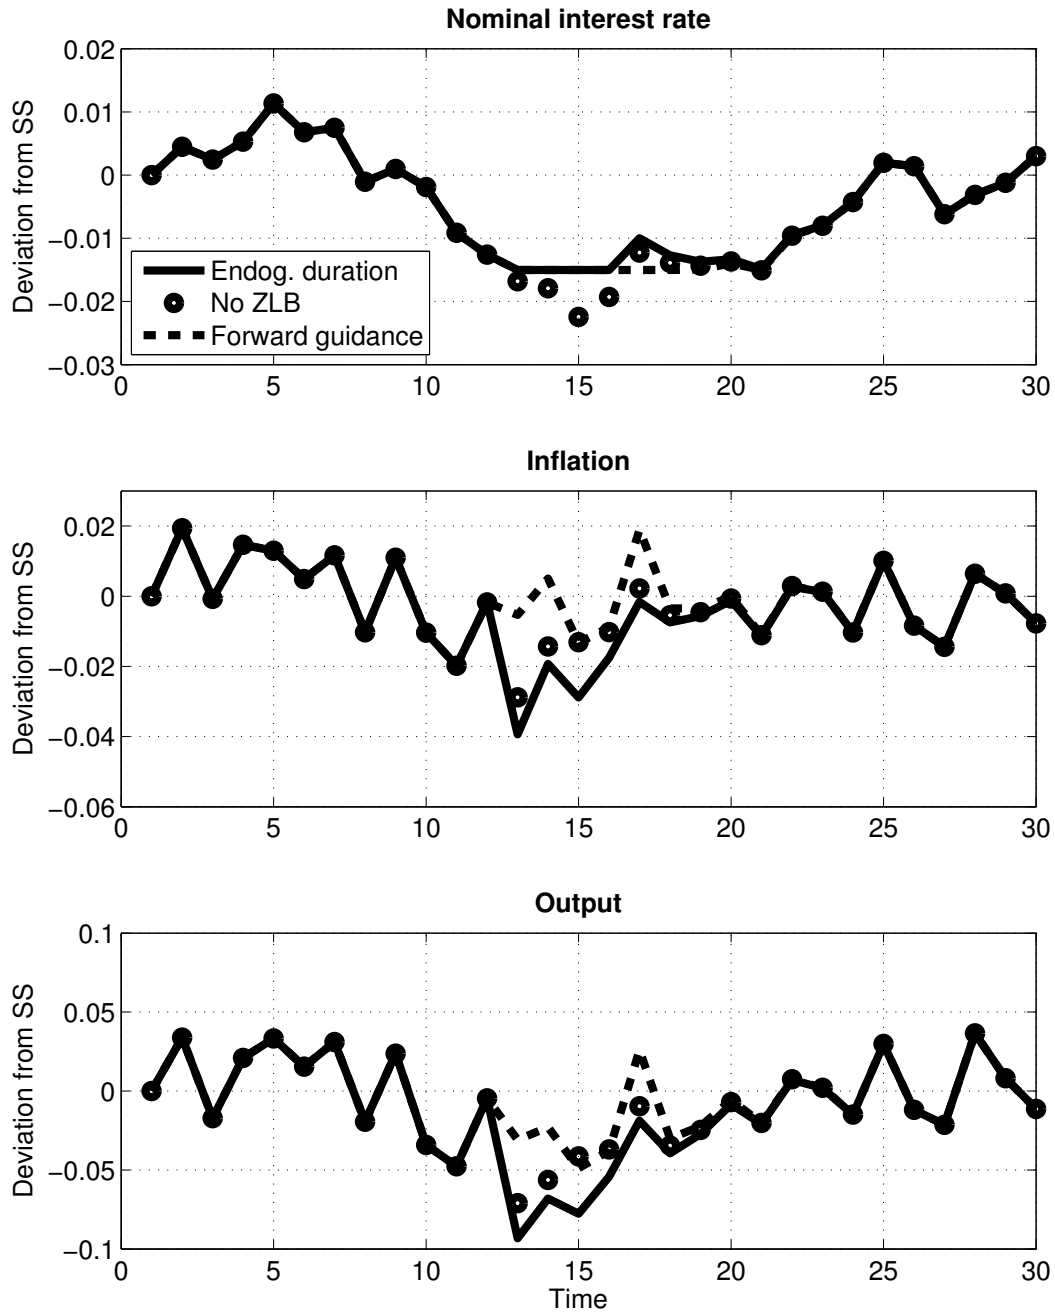 Nominal interest rate
Deviation from SS
0.02
0.01
0
−0.01
−0.02
−0.03
Endog. duration
No ZLB
Forward guidance
0 5 10 15 20 25 30
Inflation
Deviation from SS
0.02
0
−0.02
−0.04
−0.06
0 5 10 15 20 25 30
Output
Deviation from SS
0.1
0.05
0
−0.05
−0.1
0 5 10 15 20 25 30
Time